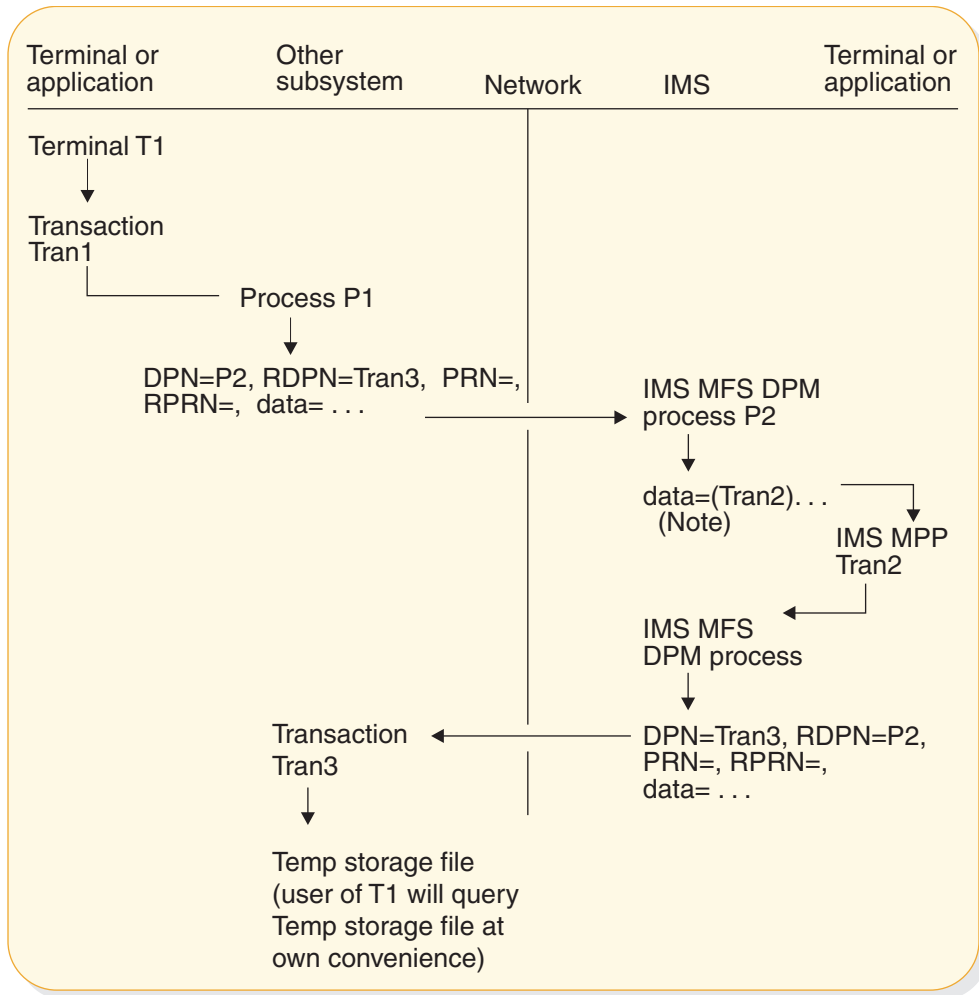 Terminal or
application
Other
subsystem
Network
IMS
Terminal or
application
Terminal T1
Transaction
Tran1
Process P1
DPN=P2, RDPN=Tran3, PRN=,
RPRN=, data= . . .
IMS MFS DPM
process P2
data=(Tran2). . .
(Note)
IMS MPP
Tran2
IMS MFS
DPM process
DPN=Tran3, RDPN=P2,
PRN=, RPRN=,
data= . . .
Transaction
Tran3
Temp storage file
(user of T1 will query
Temp storage file at
own convenience)